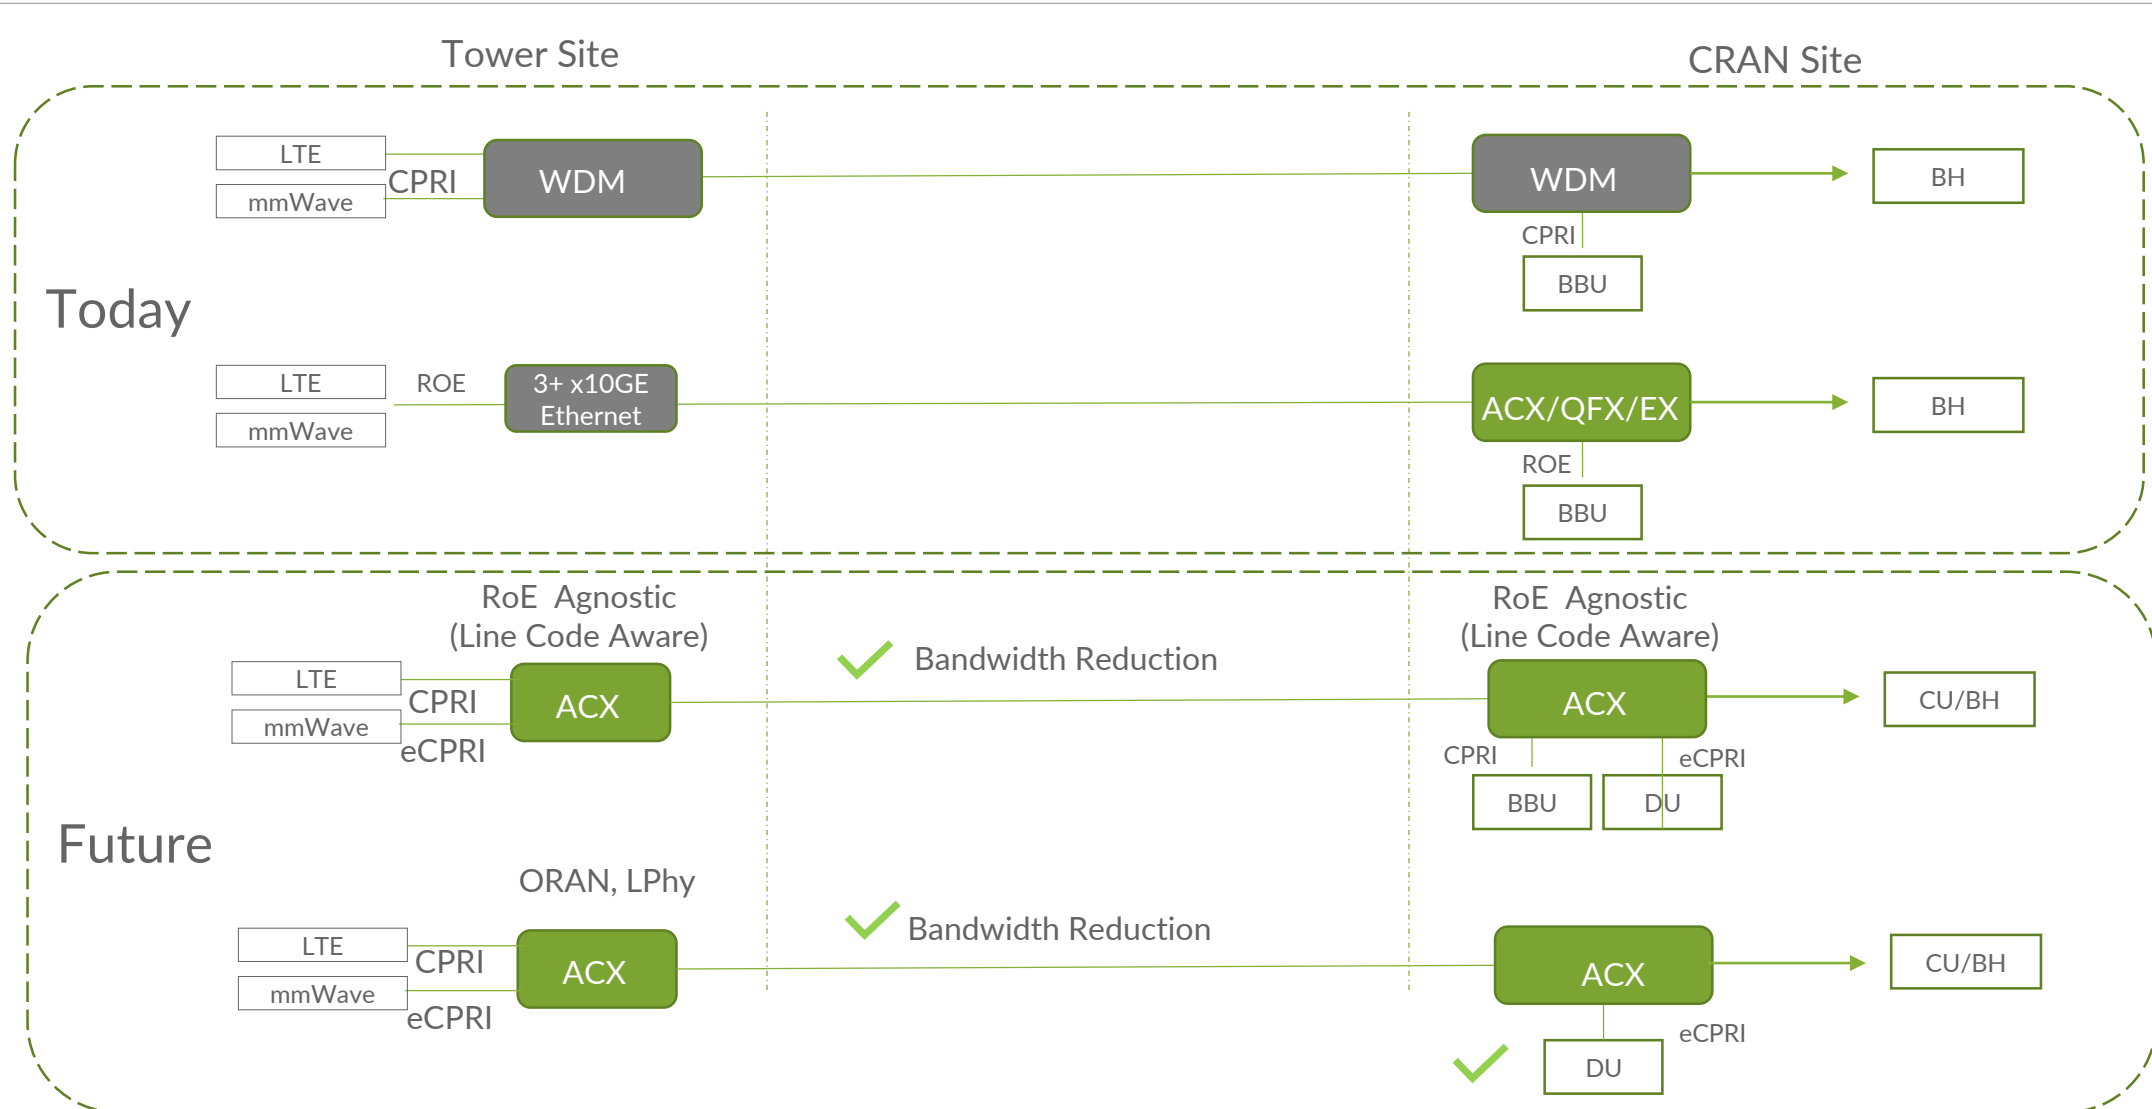 Tower Site
CRAN Site
LTE
CPRI
mmWave
WDM
WDM
BH
CPRI
BBU
Today
LTE
mmWave
ROE
3+ x10GE
Ethernet
ACX/QFX/EX
BH
ROE
BBU
RoE Agnostic
(Line Code Aware)
Bandwidth Reduction
RoE Agnostic
(Line Code Aware)
LTE
CPRI
mmWave
eCPRI
ACX
ACX
CU/BH
CPRI
eCPRI
BBU
DU
Future
ORAN, LPhy
Bandwidth Reduction
LTE
CPRI
mmWave
eCPRI
ACX
ACX
CU/BH
eCPRI
DU